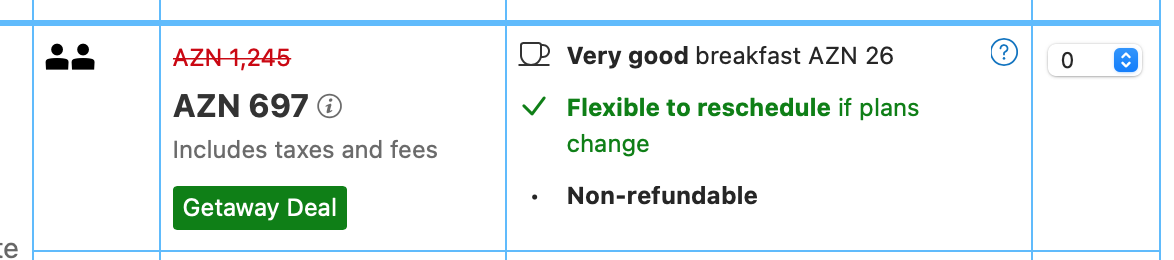 AZN 1,245
AZN 697
Includes taxes and fees
Getaway Deal
Very good breakfast AZN 26
Flexible to reschedule if plans
change
• Non-refundable
?
0